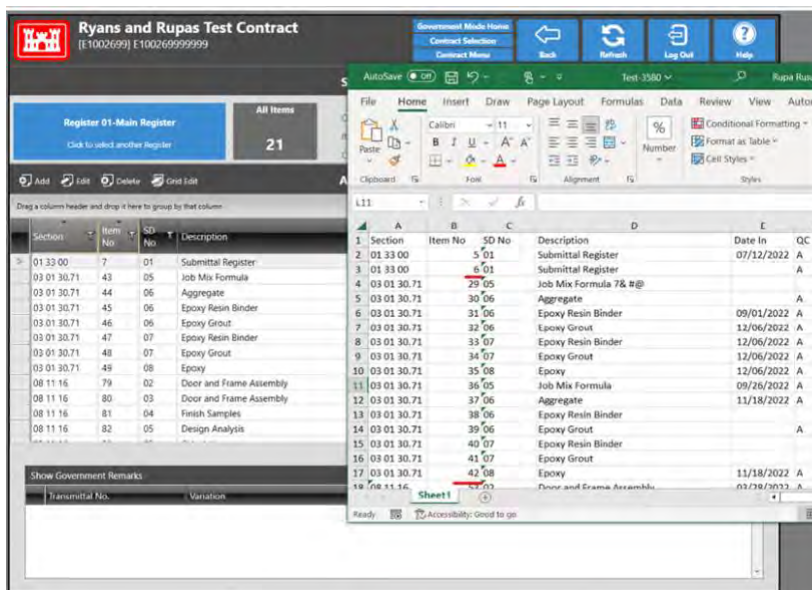 Ryans and Rupas Test Contract
[E1002699] E100269999999
Government Mode Home
Contract Selection
Contract Menu
Back
Refresh
Log Out
Help
S
Register 01-Main Register
Click to select another Register
All Items
21
Add Edit Delete Grid Edit
A
Drag a column header and drop it here to group by that column
Section Item No SD No Description
01 33 00 7 01 Submittal Register
03 01 30.71 43 05 Job Mix Formula
03 01 30.71 44 06 Aggregate
03 01 30.71 45 06 Epoxy Resin Binder
03 01 30.71 46 06 Epoxy Grout
03 01 30.71 47 07 Epoxy Resin Binder
03 01 30.71 48 07 Epoxy Grout
03 01 30.71 49 08 Epoxy
08 11 16 79 02 Door and Frame Assembly
08 11 16 80 03 Door and Frame Assembly
08 11 16 81 04 Finish Samples
08 11 16 82 05 Design Analysis
Show Government Remarks
Transmittal No. Variation
AutoSave Off Test-3580 Rupa Rus
File Home Insert Draw Page Layout Formulas Data Review View Auto
Paste
Calibri 11
B I U A A
% Number
Conditional Formatting
Format as Table
Cell Styles
Clipboard Font Alignment Styles
L11 fx
A B C D E
1 Section Item No SD No Description Date In QC
2 01 33 00 5 01 Submittal Register 07/12/2022 A
3 01 33 00 6 01 Submittal Register A
4 03 01 30.71 29 05 Job Mix Formula 7& #@
5 03 01 30.71 30 06 Aggregate A
6 03 01 30.71 31 06 Epoxy Resin Binder 09/01/2022 A
7 03 01 30.71 32 06 Epoxy Grout 12/06/2022 A
8 03 01 30.71 33 07 Epoxy Resin Binder 12/06/2022 A
9 03 01 30.71 34 07 Epoxy Grout 12/06/2022 A
10 03 01 30.71 35 08 Epoxy 12/06/2022 A
11 03 01 30.71 36 05 Job Mix Formula 09/26/2022 A
12 03 01 30.71 37 06 Aggregate 11/18/2022 A
13 03 01 30.71 38 06 Epoxy Resin Binder
14 03 01 30.71 39 06 Epoxy Grout A
15 03 01 30.71 40 07 Epoxy Resin Binder
16 03 01 30.71 41 07 Epoxy Grout
17 03 01 30.71 42 08 Epoxy 11/18/2022 A
18 08 11 16 02 Door and Frame Assembly 03/28/2022 A
Sheet1
Ready Accessibility: Good to go